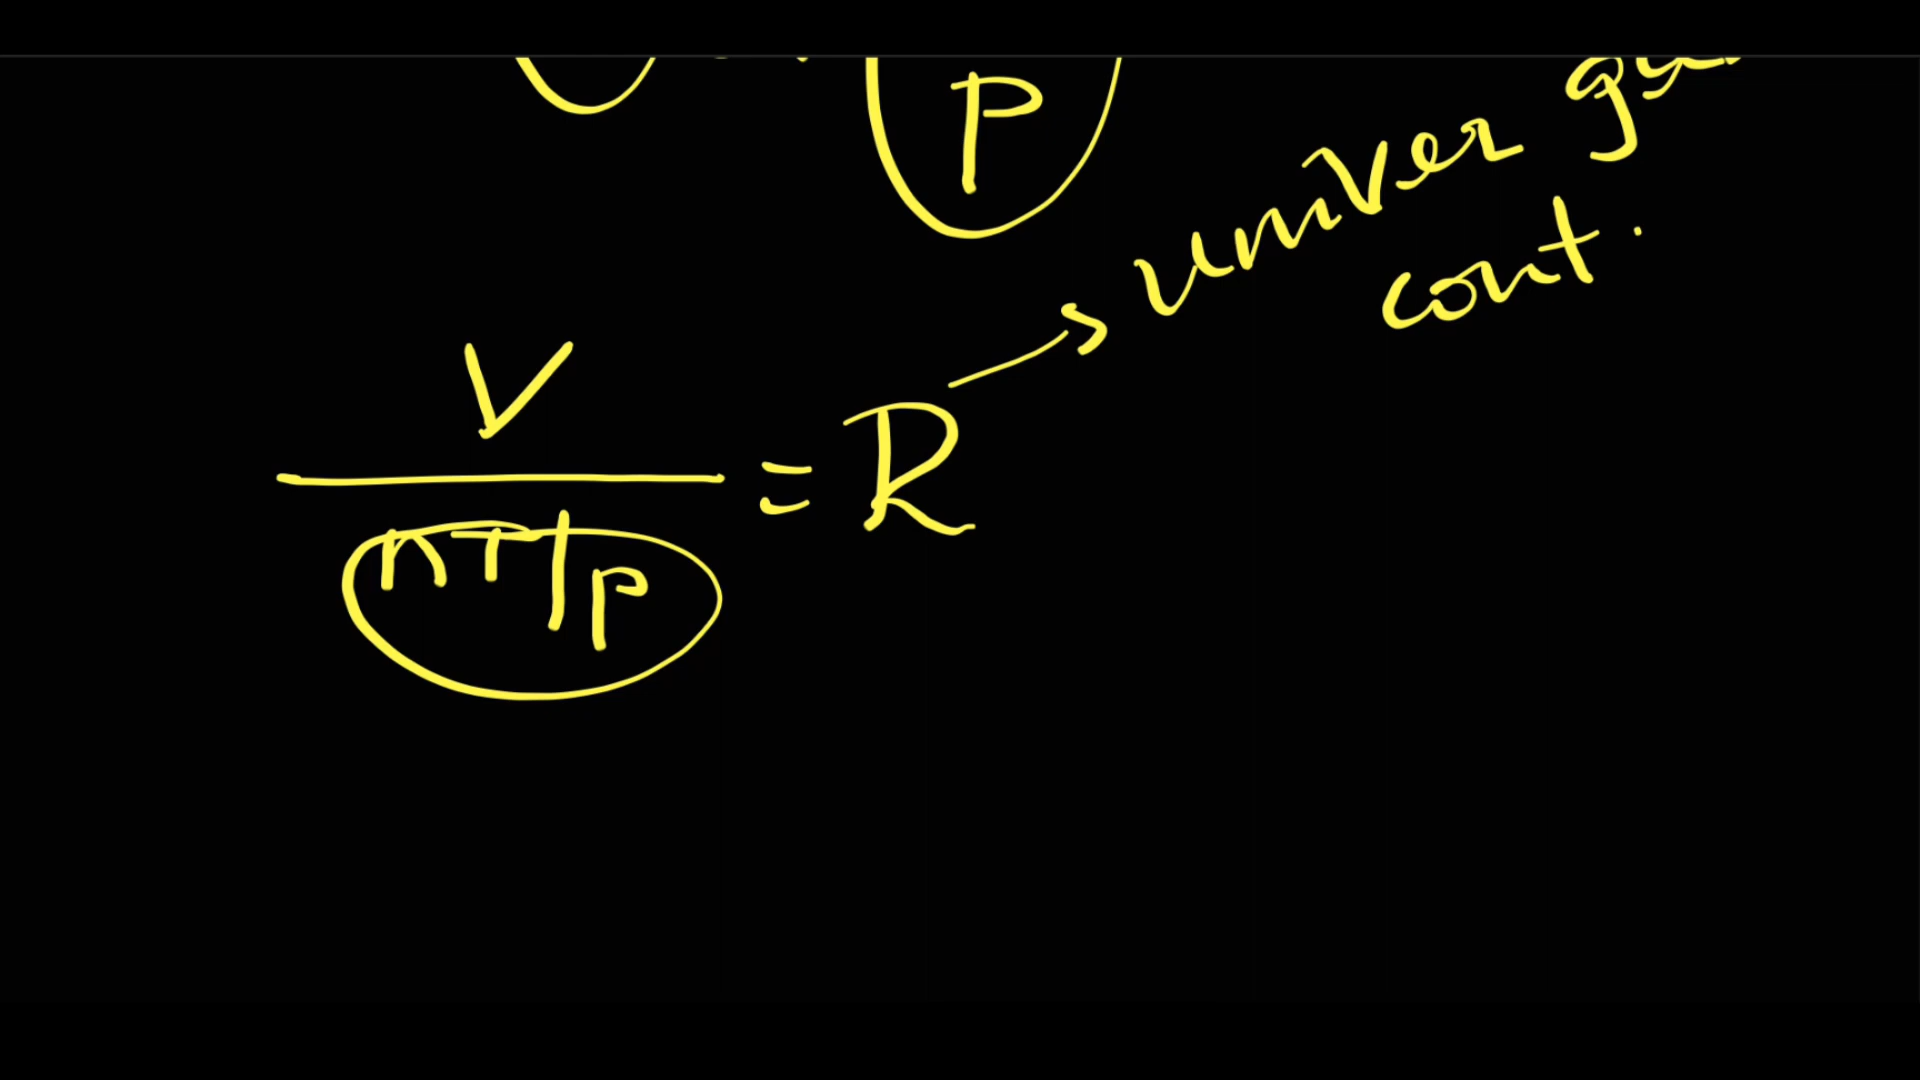 P
univer
cont.
V
= R
nT/P